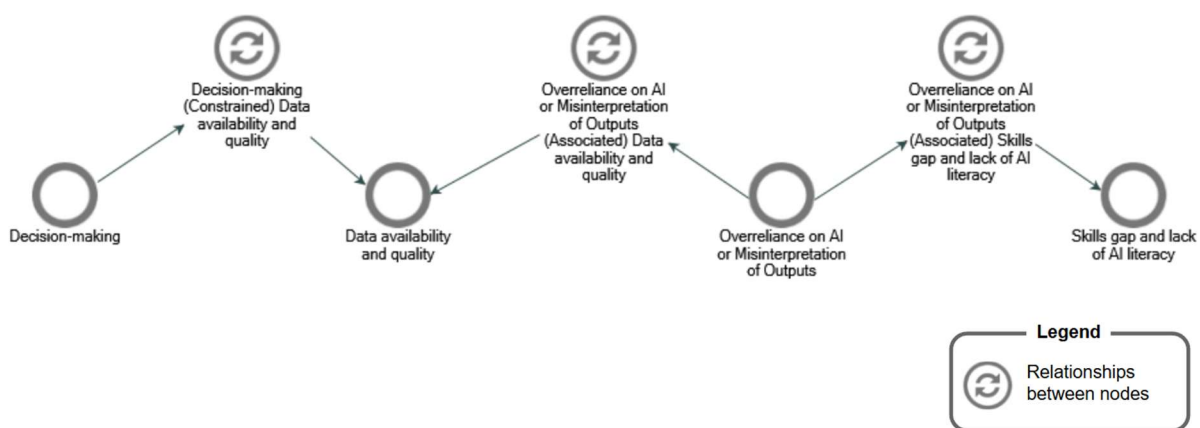 Decision-making
(Constrained) Data
availability and
quality
Overreliance on AI
or Misinterpretation
of Outputs
(Associated) Data
availability and
quality
Overreliance on AI
or Misinterpretation
of Outputs
(Associated) Skills
gap and lack of AI
literacy
Decision-making
Data availability
and quality
Overreliance on AI
or Misinterpretation
of Outputs
Skills gap and lack
of AI literacy
Legend
Relationships
between nodes